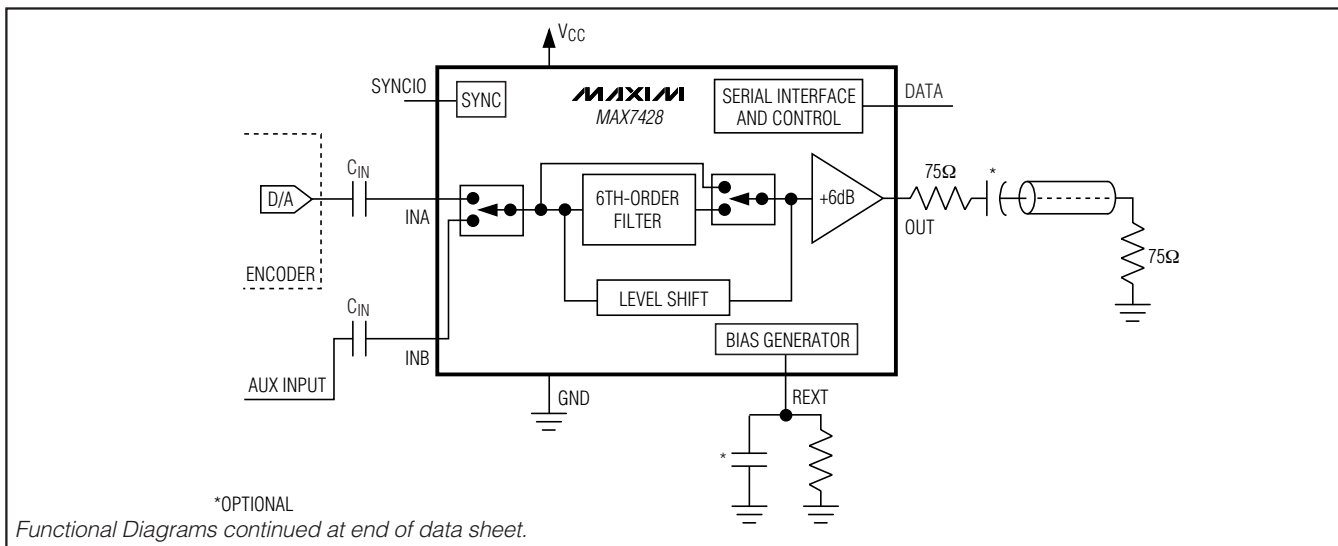 VCC
SYNCIO
SYNC
MAXIM
MAX7428
SERIAL INTERFACE
AND CONTROL
DATA
CIN
D/A
INA
6TH-ORDER
FILTER
+6dB
75Ω
*
OUT
75Ω
ENCODER
LEVEL SHIFT
CIN
INB
BIAS GENERATOR
AUX INPUT
GND
REXT
*
*OPTIONAL
Functional Diagrams continued at end of data sheet.